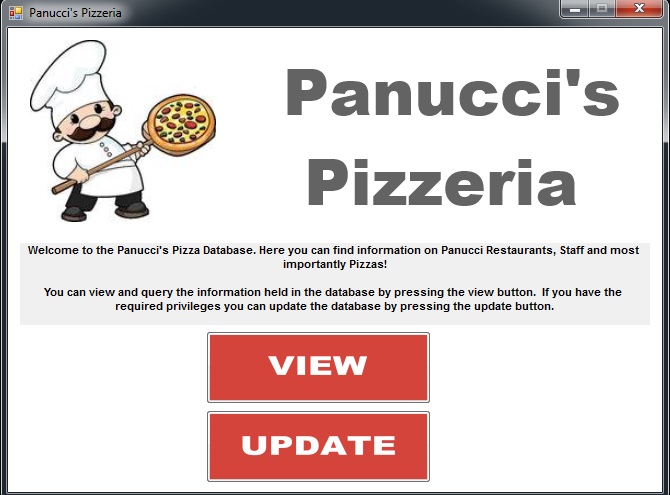 Panucci's Pizzeria
Panucci's
Pizzeria
Welcome to the Panucci's Pizza Database. Here you can find information on Panucci Restaurants, Staff and most
importantly Pizzas!
You can view and query the information held in the database by pressing the view button. If you have the
required privileges you can update the database by pressing the update button.
VIEW
UPDATE